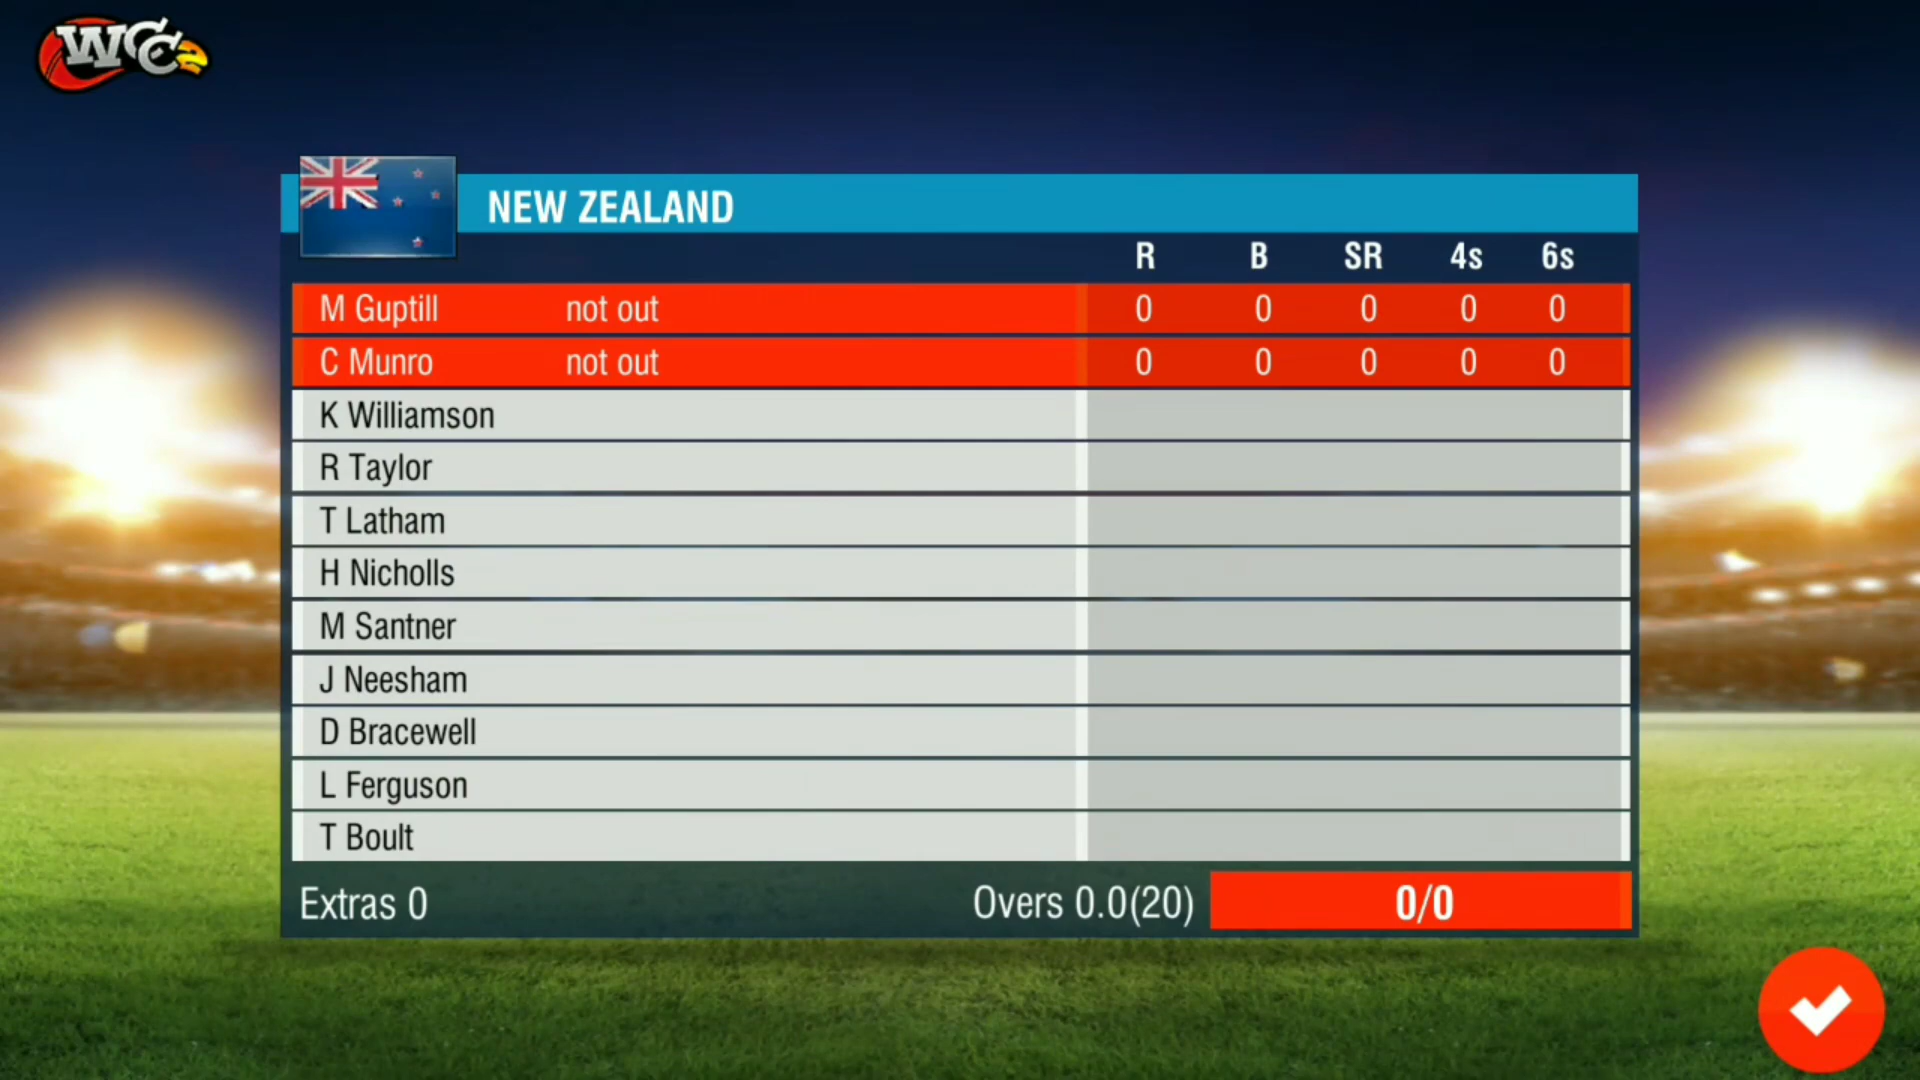 WCC2
NEW ZEALAND
R B SR 4s 6s
M Guptill not out 0 0 0 0 0
C Munro not out 0 0 0 0 0
K Williamson
R Taylor
T Latham
H Nicholls
M Santner
J Neesham
D Bracewell
L Ferguson
T Boult
Extras 0 Overs 0.0(20) 0/0